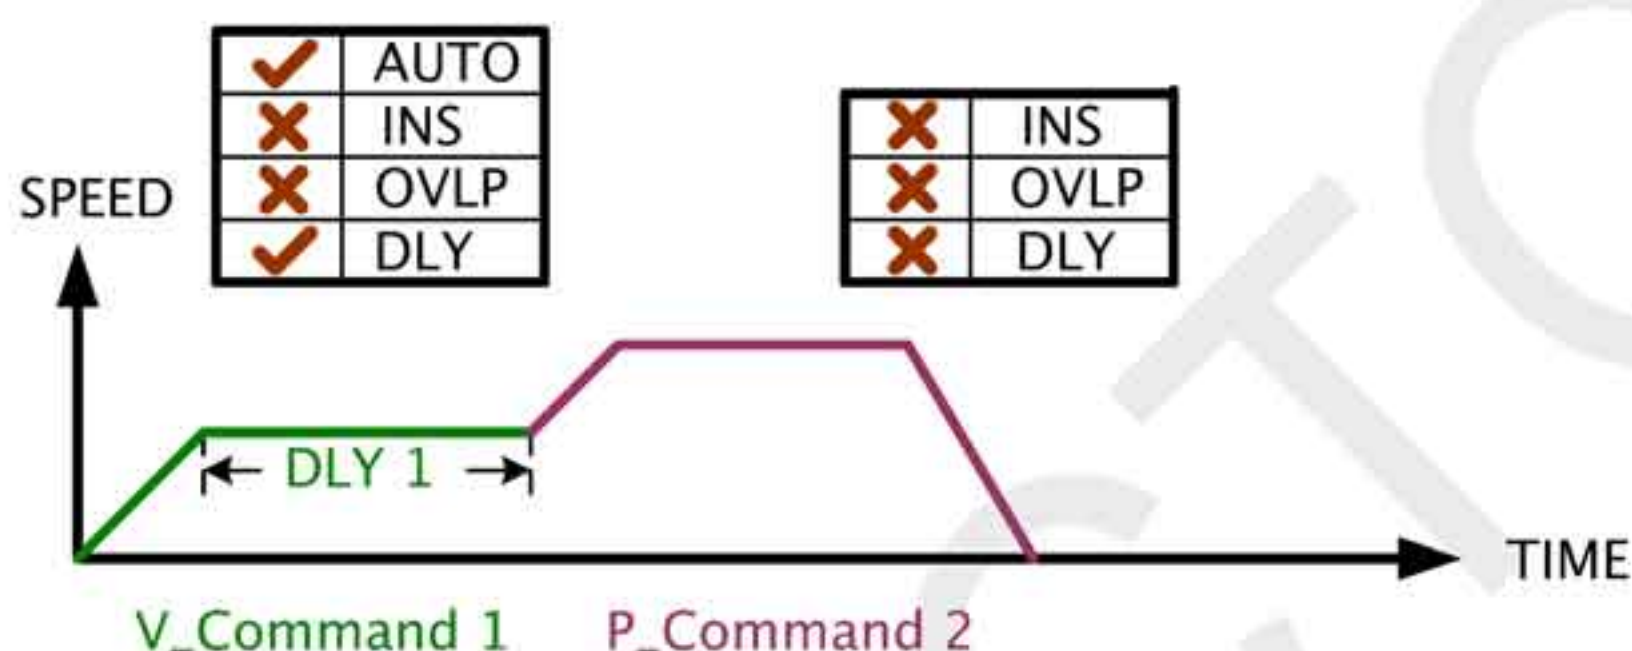 AUTO
INS
OVLP
DLY
INS
OVLP
DLY
SPEED
DLY 1
TIME
V_Command 1
P_Command 2